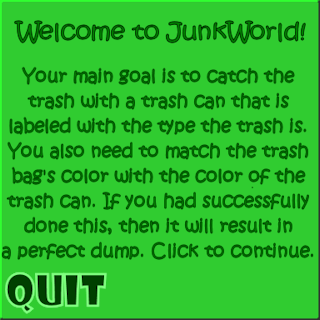 Welcome to JunkWorld!
Your main goal is to catch the
trash with a trash can that is
labeled with the type the trash is.
You also need to match the trash
bag's color with the color of the
trash can. If you had successfully
done this, then it will result in
a perfect dump. Click to continue.
QUIT